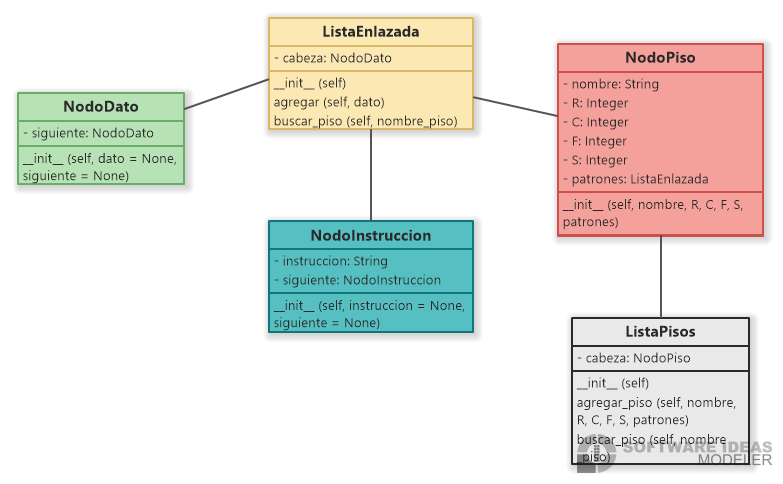 ListaEnlazada
- cabeza: NodoDato
__init__ (self)
agregar (self, dato)
buscar_piso (self, nombre_piso)
NodoPiso
- nombre: String
- R: Integer
- C: Integer
- F: Integer
- S: Integer
- patrones: ListaEnlazada
__init__ (self, nombre, R, C, F, S,
patrones)
NodoDato
- siguiente: NodoDato
__init__ (self, dato = None,
siguiente = None)
NodoInstruccion
- instruccion: String
- siguiente: NodoInstruccion
__init__ (self, instruccion = None,
siguiente = None)
ListaPisos
- cabeza: NodoPiso
__init__ (self)
agregar_piso (self, nombre,
R, C, F, S, patrones)
buscar_piso (self, nombre
_piso)
SOFTWARE IDEAS
MODELER